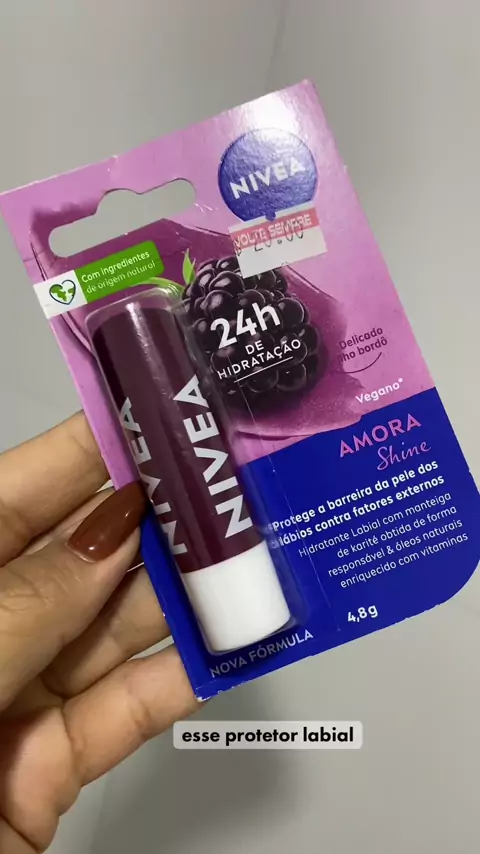 NIVEA
VOLTE SEMPRE
Com ingredientes
de origem natural
24h
DE
HIDRATAÇÃO
Delicado
bordô
Vegano*
AMORA
Shine
NIVEA
NIVEA
Protege a barreira da pele dos
lábios contra fatores externos
Hidratante Labial com manteiga
de karité obtida de forma
responsável & óleos naturais
enriquecido com vitaminas
4,8g
NOVA FÓRMULA
esse protetor labial